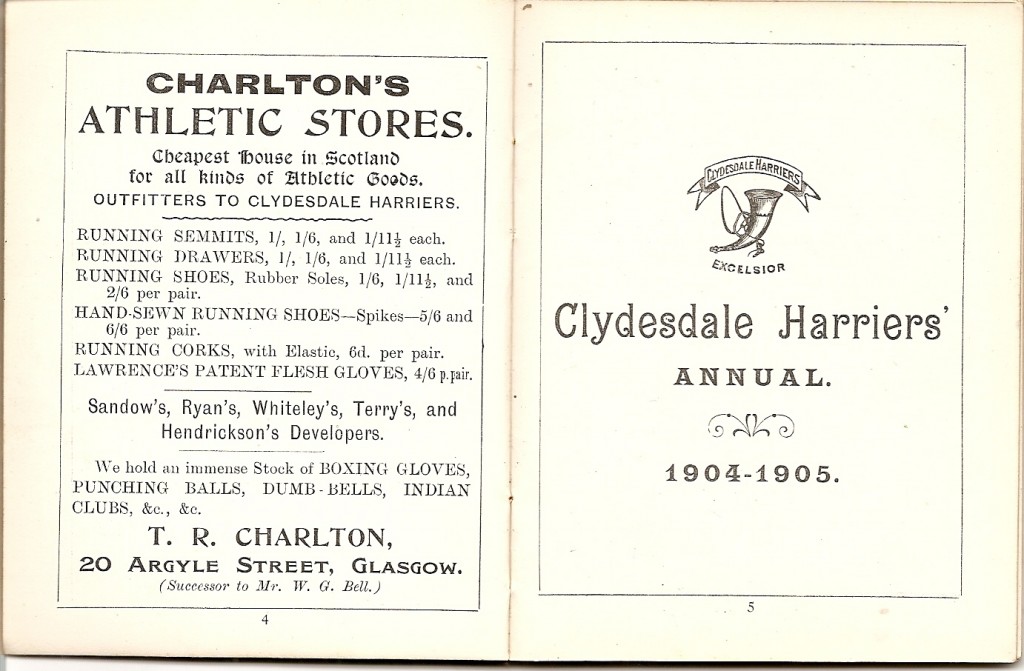 CHARLTON'S
ATHLETIC STORES.
Cheapest House in Scotland
for all kinds of Athletic Goods.
OUTFITTERS TO CLYDESDALE HARRIERS.
RUNNING SEMMITS, 1/, 1/6, and 1/11½ each.
RUNNING DRAWERS, 1/, 1/6, and 1/11½ each.
RUNNING SHOES, Rubber Soles, 1/6, 1/11½, and
2/6 per pair.
HAND-SEWN RUNNING SHOES—Spikes—5/6 and
6/6 per pair.
RUNNING CORKS, with Elastic, 6d. per pair.
LAWRENCE'S PATENT FLESH GLOVES, 4/6 p.pair.
Sandow's, Ryan's, Whiteley's, Terry's, and
Hendrickson's Developers.
We hold an immense Stock of BOXING GLOVES,
PUNCHING BALLS, DUMB-BELLS, INDIAN
CLUBS, &c., &c.
T. R. CHARLTON,
20 ARGYLE STREET, GLASGOW.
(Successor to Mr. W. G. Bell.)
4
CLYDESDALE HARRIERS
EXCELSIOR
Clydesdale Harriers'
ANNUAL.
1904-1905.
5